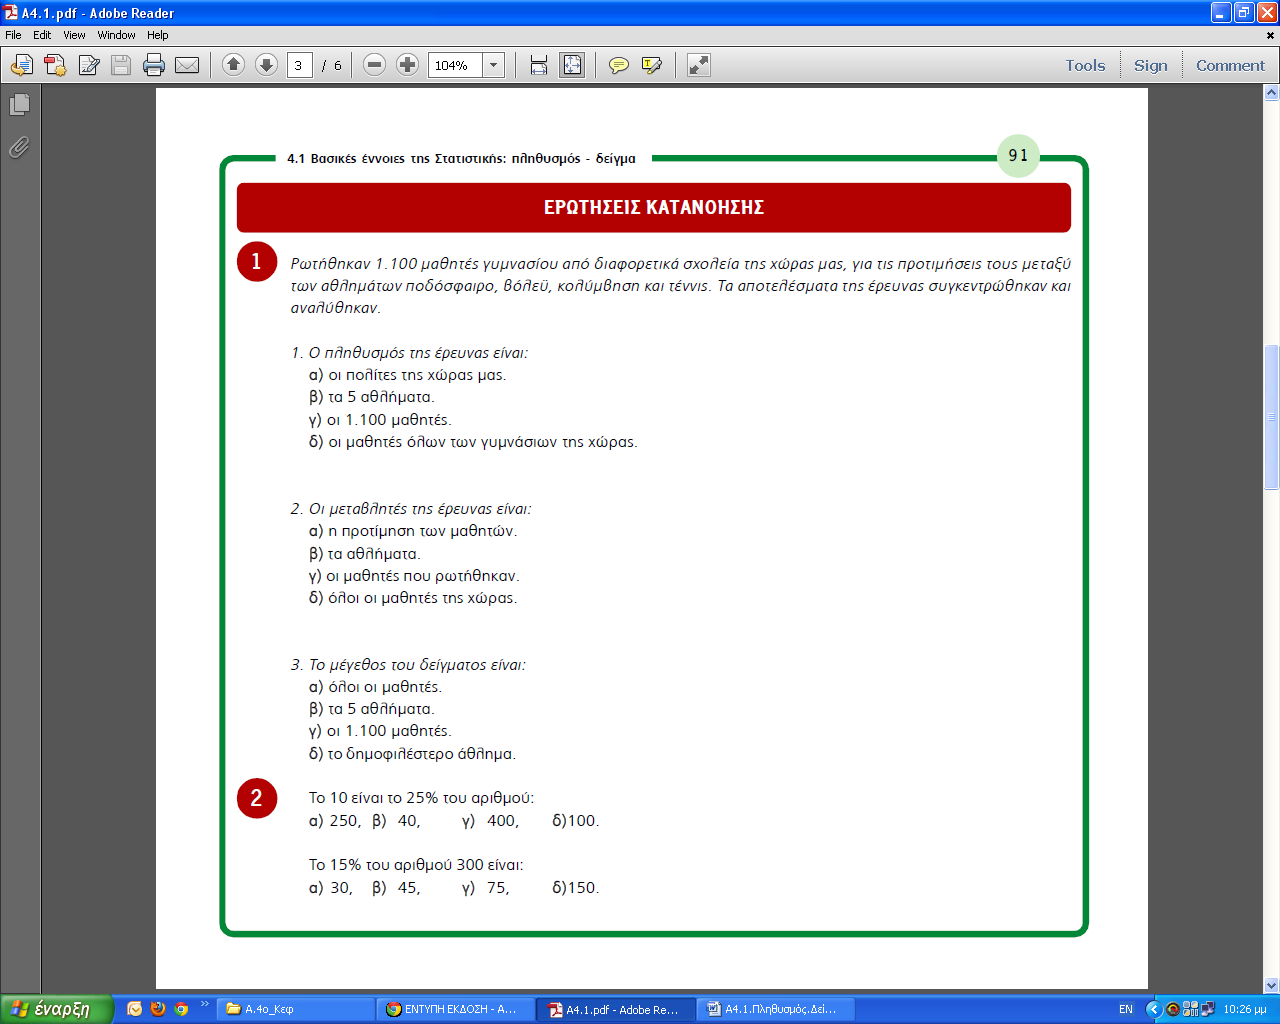 A4.1.pdf - Adobe Reader
File Edit View Window Help
3 / 6 104% Tools Sign Comment
4.1 Βασικές έννοιες της Στατιστικής: πληθυσμός - δείγμα 91
ΕΡΩΤΗΣΕΙΣ ΚΑΤΑΝΟΗΣΗΣ
1 Ρωτήθηκαν 1.100 μαθητές γυμνασίου από διαφορετικά σχολεία της χώρας μας, για τις προτιμήσεις τους μεταξύ
των αθλημάτων ποδόσφαιρο, βόλεϋ, κολύμβηση και τέννις. Τα αποτελέσματα της έρευνας συγκεντρώθηκαν και
αναλύθηκαν.
1. Ο πληθυσμός της έρευνας είναι:
α) οι πολίτες της χώρας μας.
β) τα 5 αθλήματα.
γ) οι 1.100 μαθητές.
δ) οι μαθητές όλων των γυμνάσιων της χώρας.
2. Οι μεταβλητές της έρευνας είναι:
α) η προτίμηση των μαθητών.
β) τα αθλήματα.
γ) οι μαθητές που ρωτήθηκαν.
δ) όλοι οι μαθητές της χώρας.
3. Το μέγεθος του δείγματος είναι:
α) όλοι οι μαθητές.
β) τα 5 αθλήματα.
γ) οι 1.100 μαθητές.
δ) το δημοφιλέστερο άθλημα.
2 Το 10 είναι το 25% του αριθμού:
α) 250, β) 40, γ) 400, δ)100.
Το 15% του αριθμού 300 είναι:
α) 30, β) 45, γ) 75, δ)150.
έναρξη » Α.4ο_Κεφ ΕΝΤΥΠΗ ΕΚΔΟΣΗ - Α... A4.1.pdf - Adobe Re... Α4.1.Πληθυσμός.Δεί... EN 10:26 μμ